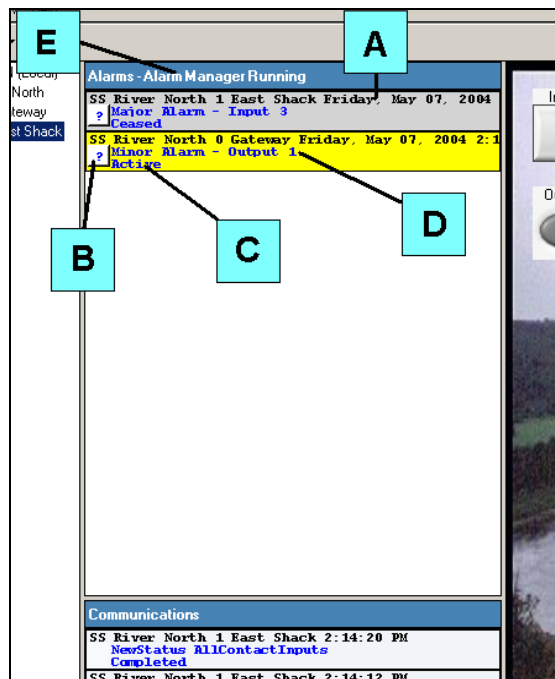 E
A
(Local)
North
teway
st Shack
Alarms - Alarm Manager Running
SS River North 1 East Shack Friday, May 07, 2004
? Major Alarm - Input 3
Ceased
SS River North 0 Gateway Friday, May 07, 2004 2:1
? Minor Alarm - Output 1
Active
In
O
B
C
D
Communications
SS River North 1 East Shack 2:14:20 PM
NewStatus AllContactInputs
Completed
SS River North 1 East Shack 2:14:12 PM